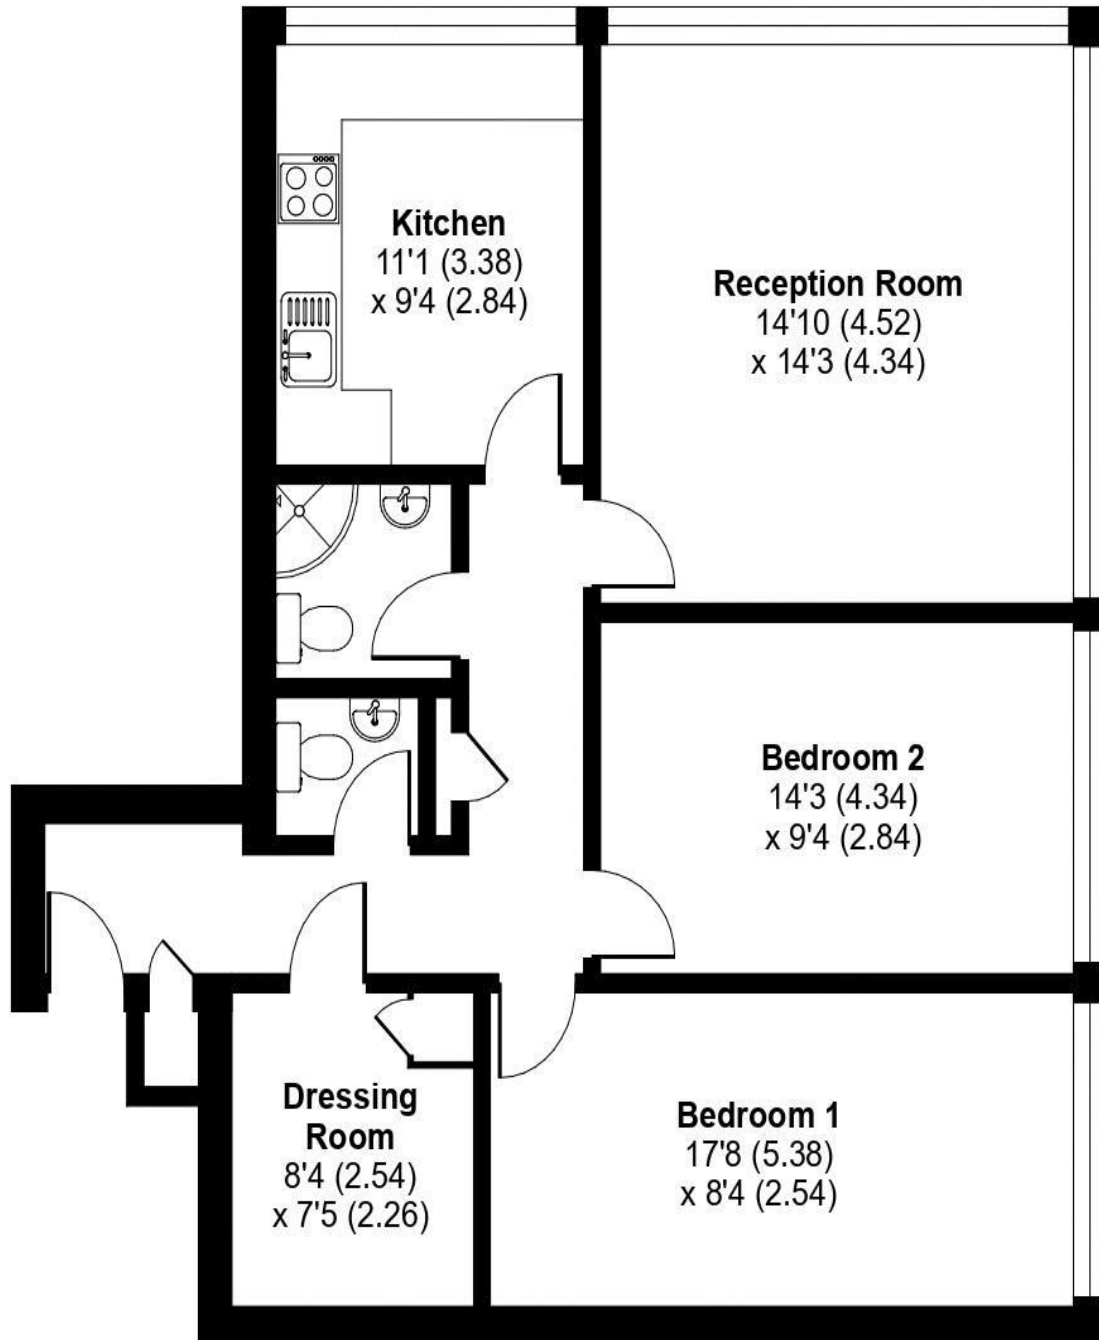 Kitchen
11'1 (3.38)
x 9'4 (2.84)
Reception Room
14'10 (4.52)
x 14'3 (4.34)
Bedroom 2
14'3 (4.34)
x 9'4 (2.84)
Dressing
Room
8'4 (2.54)
x 7'5 (2.26)
Bedroom 1
17'8 (5.38)
x 8'4 (2.54)